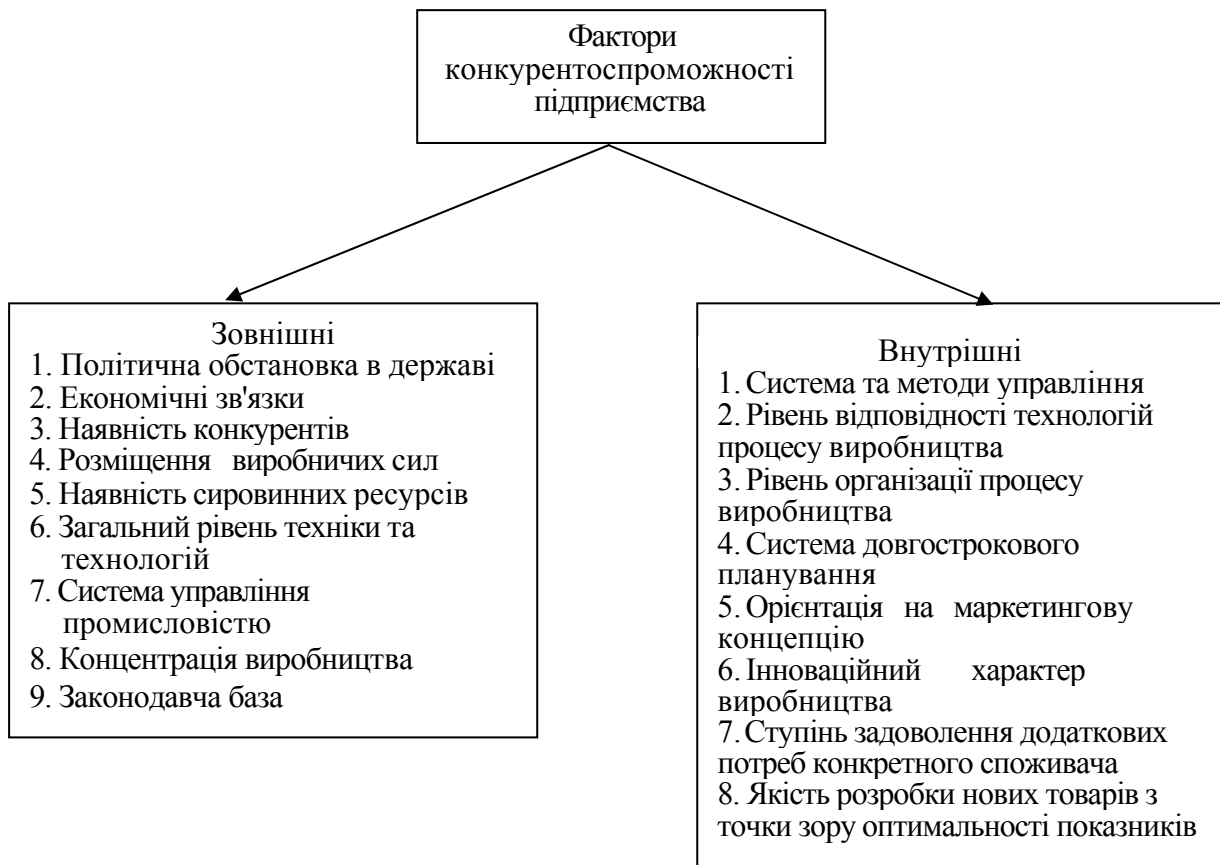 Фактори
конкурентоспроможності
підприємства
Зовнішні
1. Політична обстановка в державі
2. Економічні зв'язки
3. Наявність конкурентів
4. Розміщення виробничих сил
5. Наявність сировинних ресурсів
6. Загальний рівень техніки та
технологій
7. Система управління
промисловістю
8. Концентрація виробництва
9. Законодавча база
Внутрішні
1. Система та методи управління
2. Рівень відповідності технологій
процесу виробництва
3. Рівень організації процесу
виробництва
4. Система довгострокового
планування
5. Орієнтація на маркетингову
концепцію
6. Інноваційний характер
виробництва
7. Ступінь задоволення додаткових
потреб конкретного споживача
8. Якість розробки нових товарів з
точки зору оптимальності показників